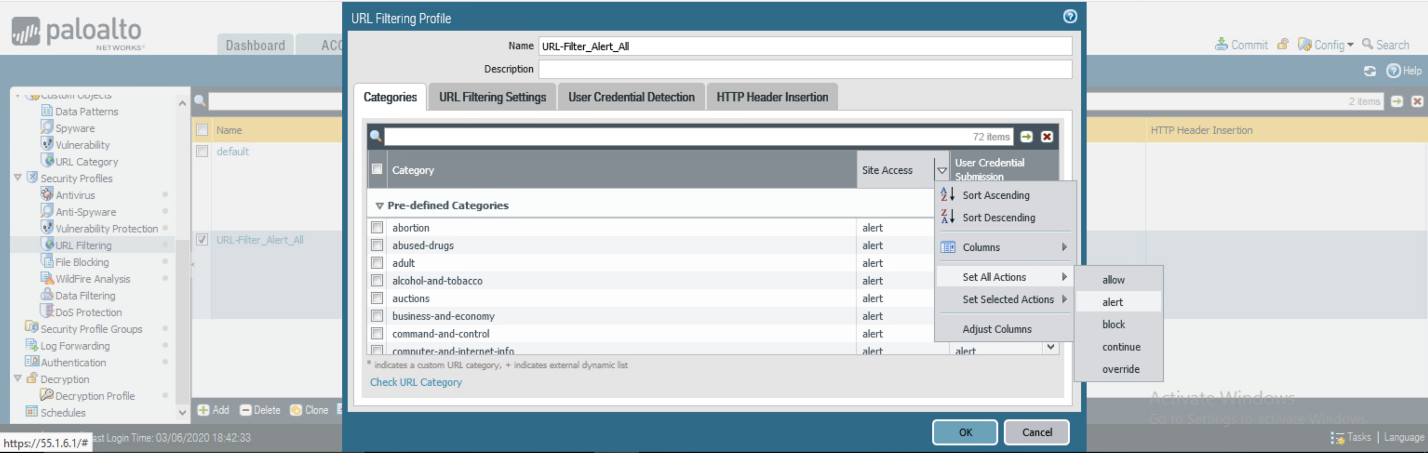 paloalto
NETWORKS®
Dashboard
ACC
Commit
Config
Search
Help
URL Filtering Profile
Name URL-Filter_Alert_All
Description
Categories URL Filtering Settings User Credential Detection HTTP Header Insertion
72 items
Category Site Access User Credential Submission
Pre-defined Categories
abortion alert
abused-drugs alert
adult alert
alcohol-and-tobacco alert
auctions alert
business-and-economy alert
command-and-control alert
computer-and-internet-info alert alert
* indicates a custom URL category, + indicates external dynamic list
Check URL Category
OK Cancel
Sort Ascending
Sort Descending
Columns
Set All Actions
Set Selected Actions
Adjust Columns
allow
alert
block
continue
override
Custom Objects
Data Patterns
Spyware
Vulnerability
URL Category
Security Profiles
Antivirus
Anti-Spyware
Vulnerability Protection
URL Filtering
File Blocking
WildFire Analysis
Data Filtering
DoS Protection
Security Profile Groups
Log Forwarding
Authentication
Decryption
Decryption Profile
Schedules
Name
default
URL-Filter_Alert_All
2 items
HTTP Header Insertion
Add Delete Clone
https://55.1.6.1/#
Last Login Time: 03/06/2020 18:42:33
Activate Windows
Go to Settings to activate Windows.
Tasks | Language